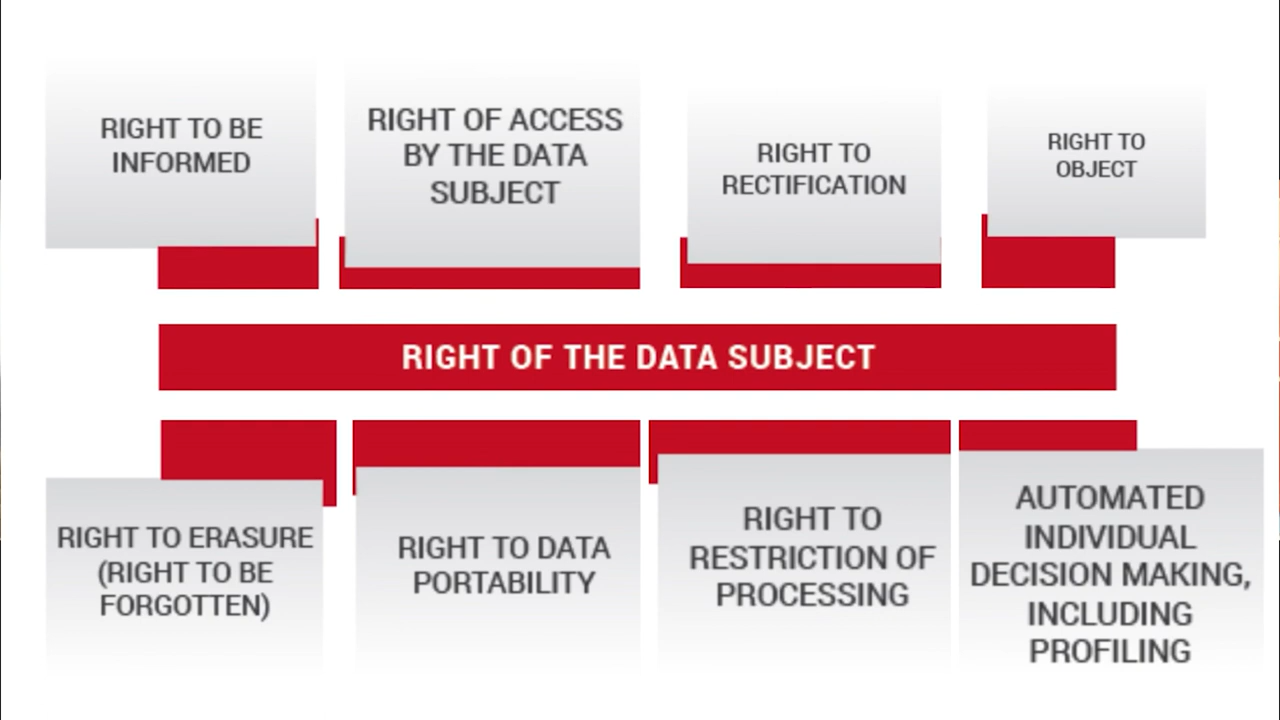 RIGHT TO BE
INFORMED
RIGHT OF ACCESS
BY THE DATA
SUBJECT
RIGHT TO
RECTIFICATION
RIGHT TO
OBJECT
RIGHT OF THE DATA SUBJECT
RIGHT TO ERASURE
(RIGHT TO BE
FORGOTTEN)
RIGHT TO DATA
PORTABILITY
RIGHT TO
RESTRICTION OF
PROCESSING
AUTOMATED
INDIVIDUAL
DECISION MAKING,
INCLUDING
PROFILING